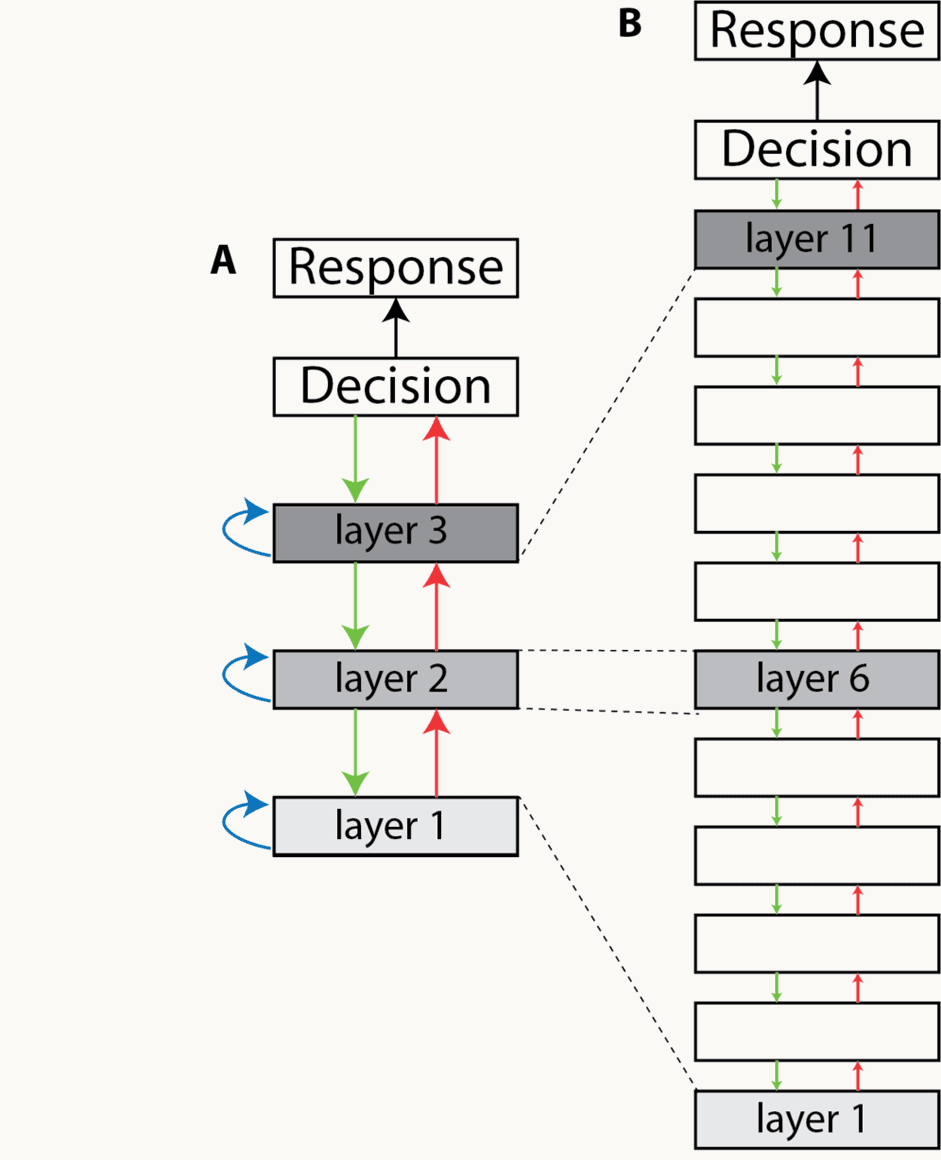 A
Response
Decision
layer 3
layer 2
layer 1
B
Response
Decision
layer 11
layer 6
layer 1